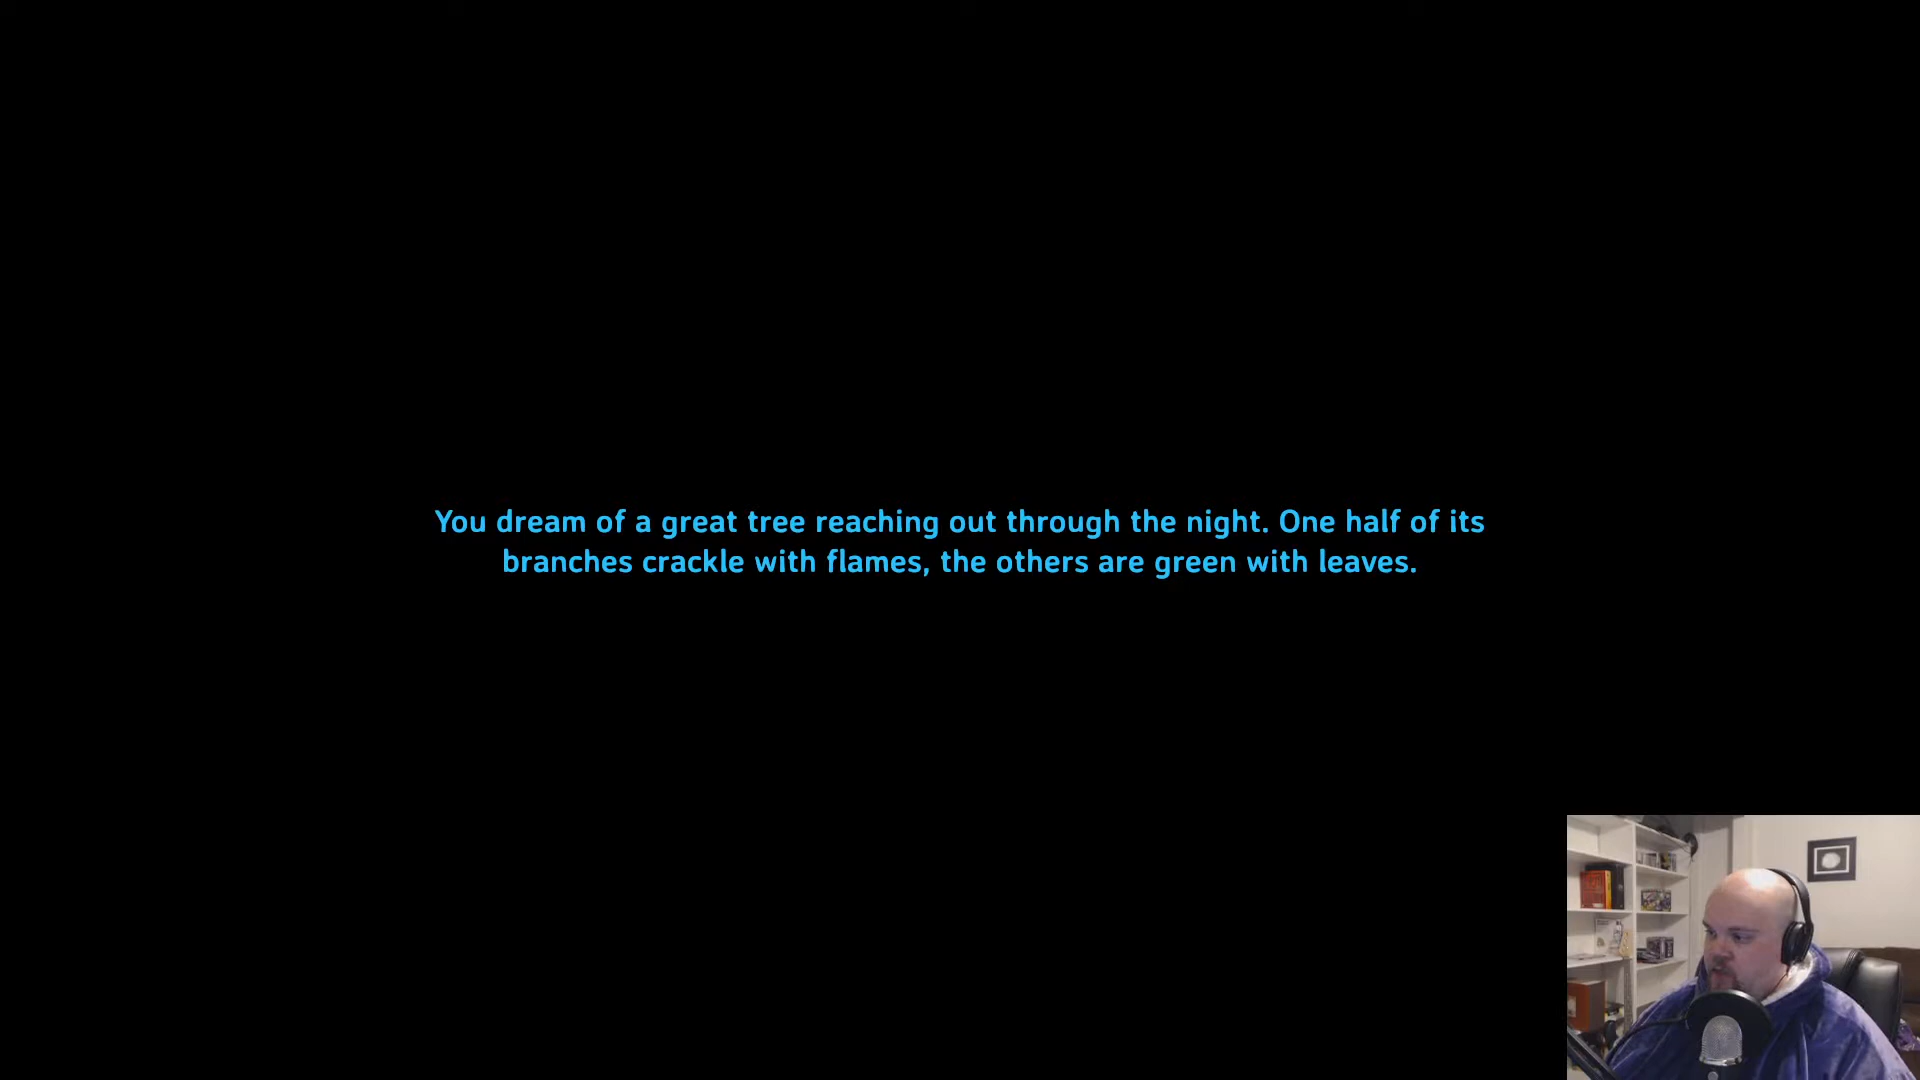 You dream of a great tree reaching out through the night. One half of its
branches crackle with flames, the others are green with leaves.